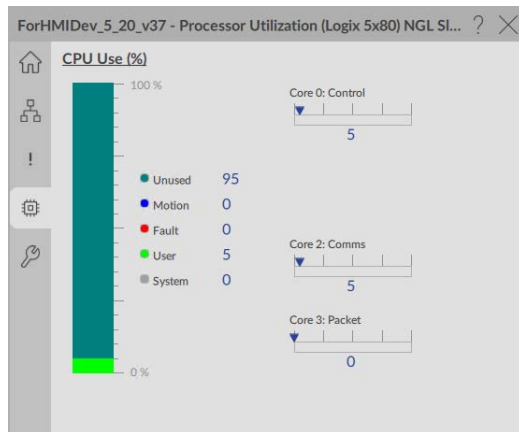 ForHMIDev_5_20_v37 - Processor Utilization (Logix 5x80) NGL Sl... ?
CPU Use (%)
100 %
Unused 95
Motion 0
Fault 0
User 5
System 0
0 %
Core 0: Control
5
Core 2: Comms
5
Core 3: Packet
0